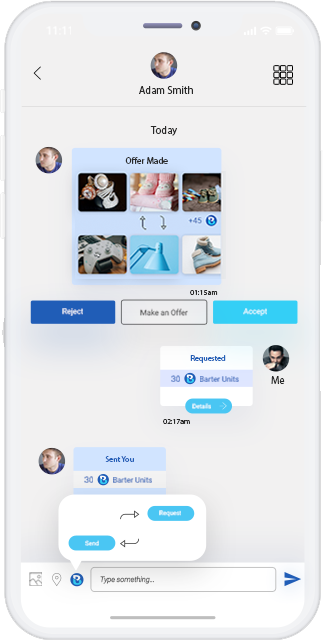 11:11
Adam Smith
Today
Offer Made
+45
01:15am
Reject
Make an Offer
Accept
Requested
30 Barter Units
Details
Me
02:17am
Sent You
30 Barter Units
Request
Send
Type something...